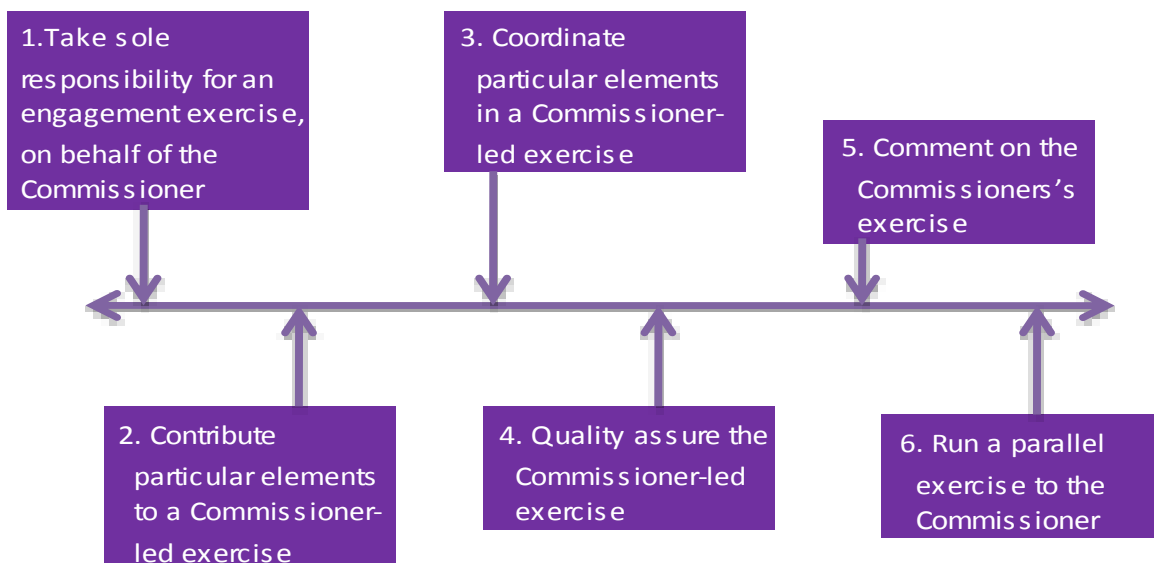 1.Take sole
responsibility for an
engagement exercise,
on behalf of the
Commissioner
2. Contribute
particular elements
to a Commissioner-
led exercise
3. Coordinate
particular elements
in a Commissioner-
led exercise
4. Quality assure the
Commissioner-led
exercise
5. Comment on the
Commissioners's
exercise
6. Run a parallel
exercise to the
Commissioner